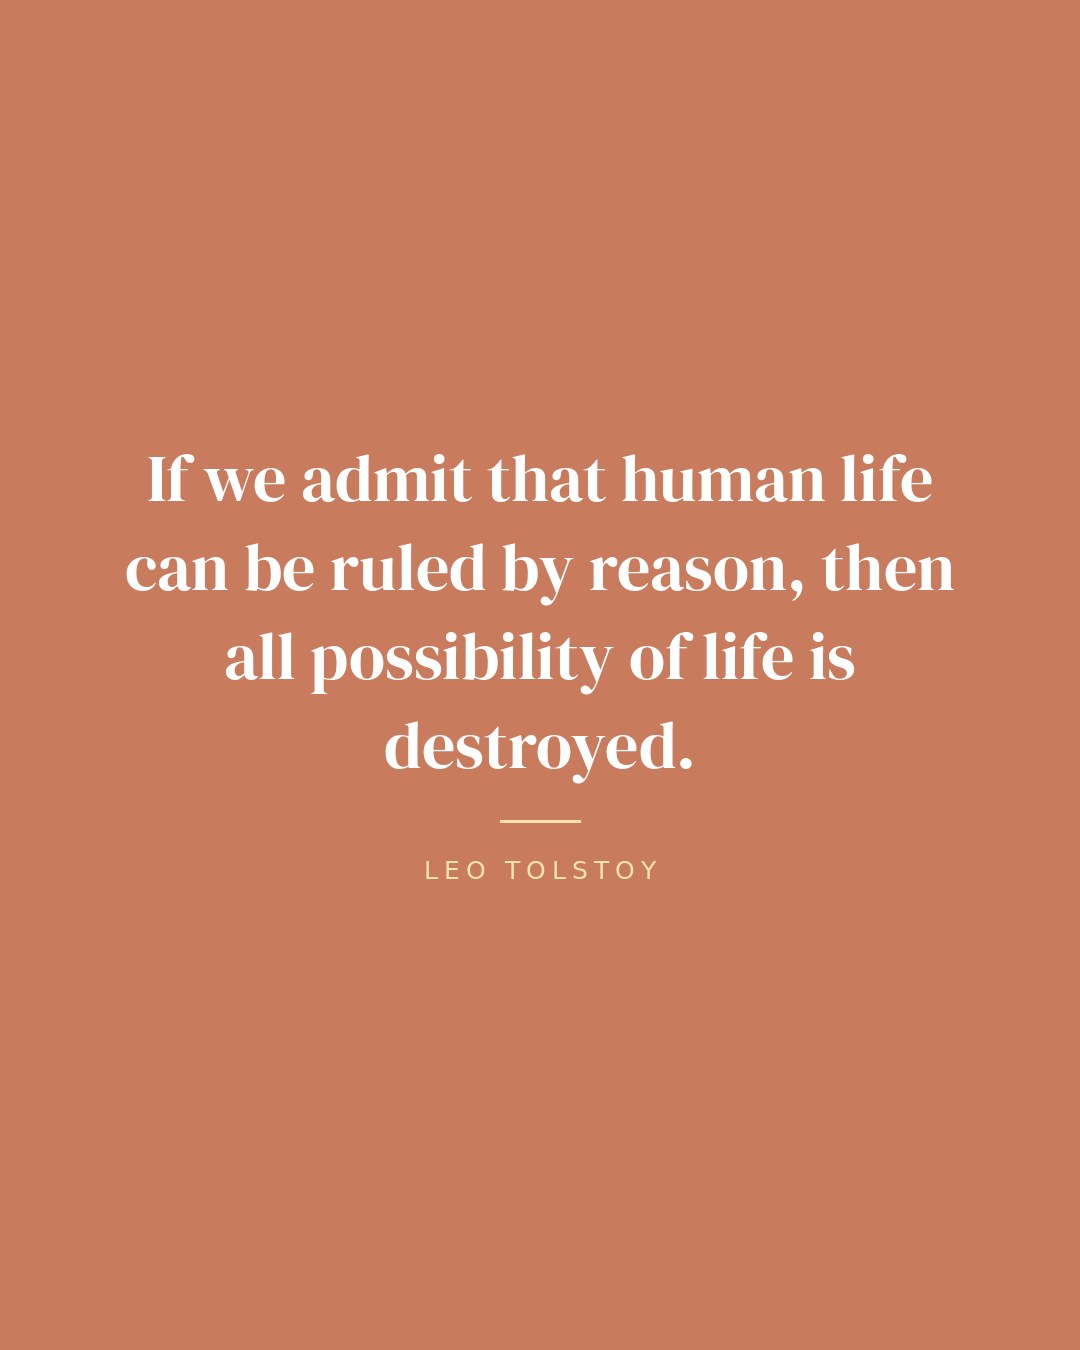 If we admit that human life
can be ruled by reason, then
all possibility of life is
destroyed.
LEO TOLSTOY